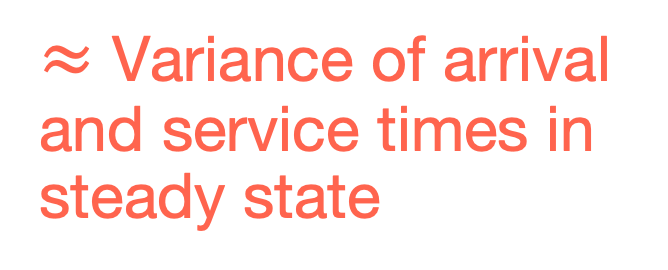 ≈ Variance of arrival
and service times in
steady state